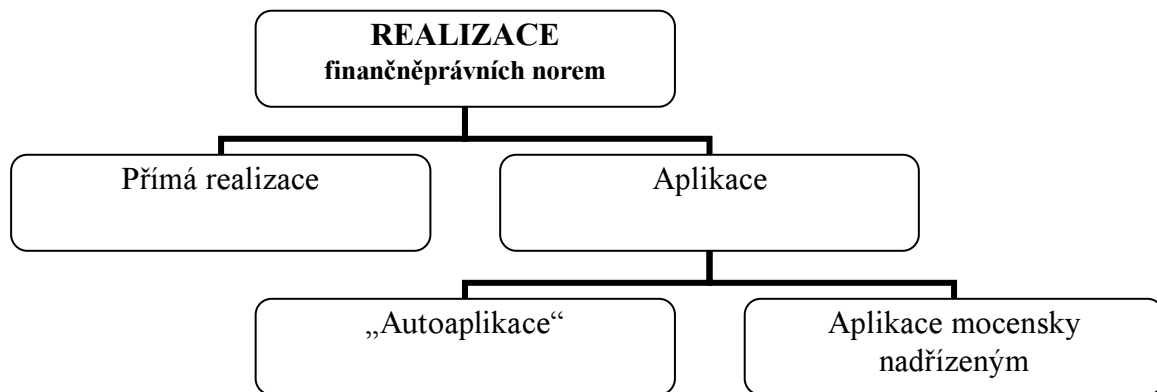 REALIZACE
finančněprávních norem
Přímá realizace
Aplikace
„Autoaplikace“
Aplikace mocensky
nadřízeným